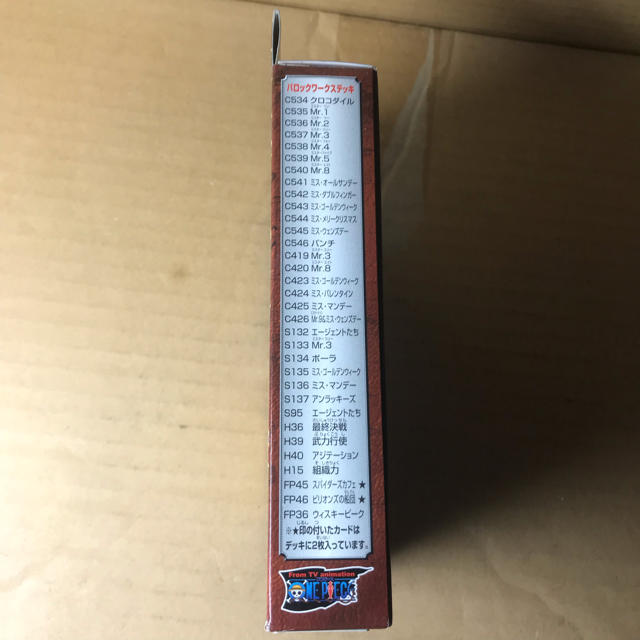 バロックワークスデッキ
C534 クロコダイル
C535 Mr.1
C536 Mr.2
C537 Mr.3
C538 Mr.4
C539 Mr.5
C540 Mr.8
C541 ミス・オールサンデー
C542 ミス・ダブルフィンガー
C543 ミス・ゴールデンウィーク
C544 ミス・メリークリスマス
C545 ミス・ウェンズデー
C546 バンチ
C419 Mr.3
C420 Mr.8
C423 ミス・ゴールデンウィーク
C424 ミス・バレンタイン
C425 ミス・マンデー
C426 Mr.9&ミス・ウェンズデー
S132 エージェントたち
S133 Mr.3
S134 ポーラ
S135 ミス・ゴールデンウィーク
S136 ミス・マンデー
S137 アンラッキーズ
S95 エージェントたち
H36 最終決戦
H39 武力行使
H40 アジテーション
H15 組織力
FP45 スパイダーズカフェ ★
FP46 ビリオンズの船団 ★
FP36 ウィスキーピーク
※★印の付いたカードは
デッキに2枚入っています。
From TV animation
ONE PIECE